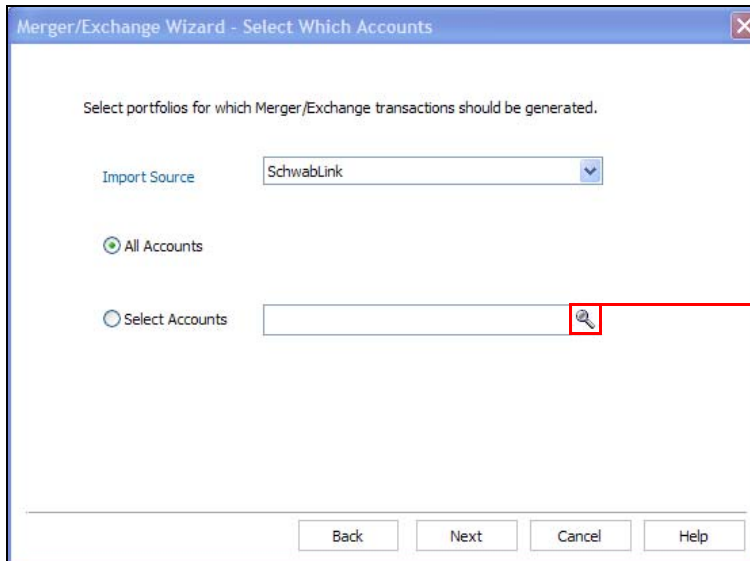 Merger/Exchange Wizard - Select Which Accounts
Select portfolios for which Merger/Exchange transactions should be generated.
Import Source
SchwabLink
All Accounts
Select Accounts
Back
Next
Cancel
Help